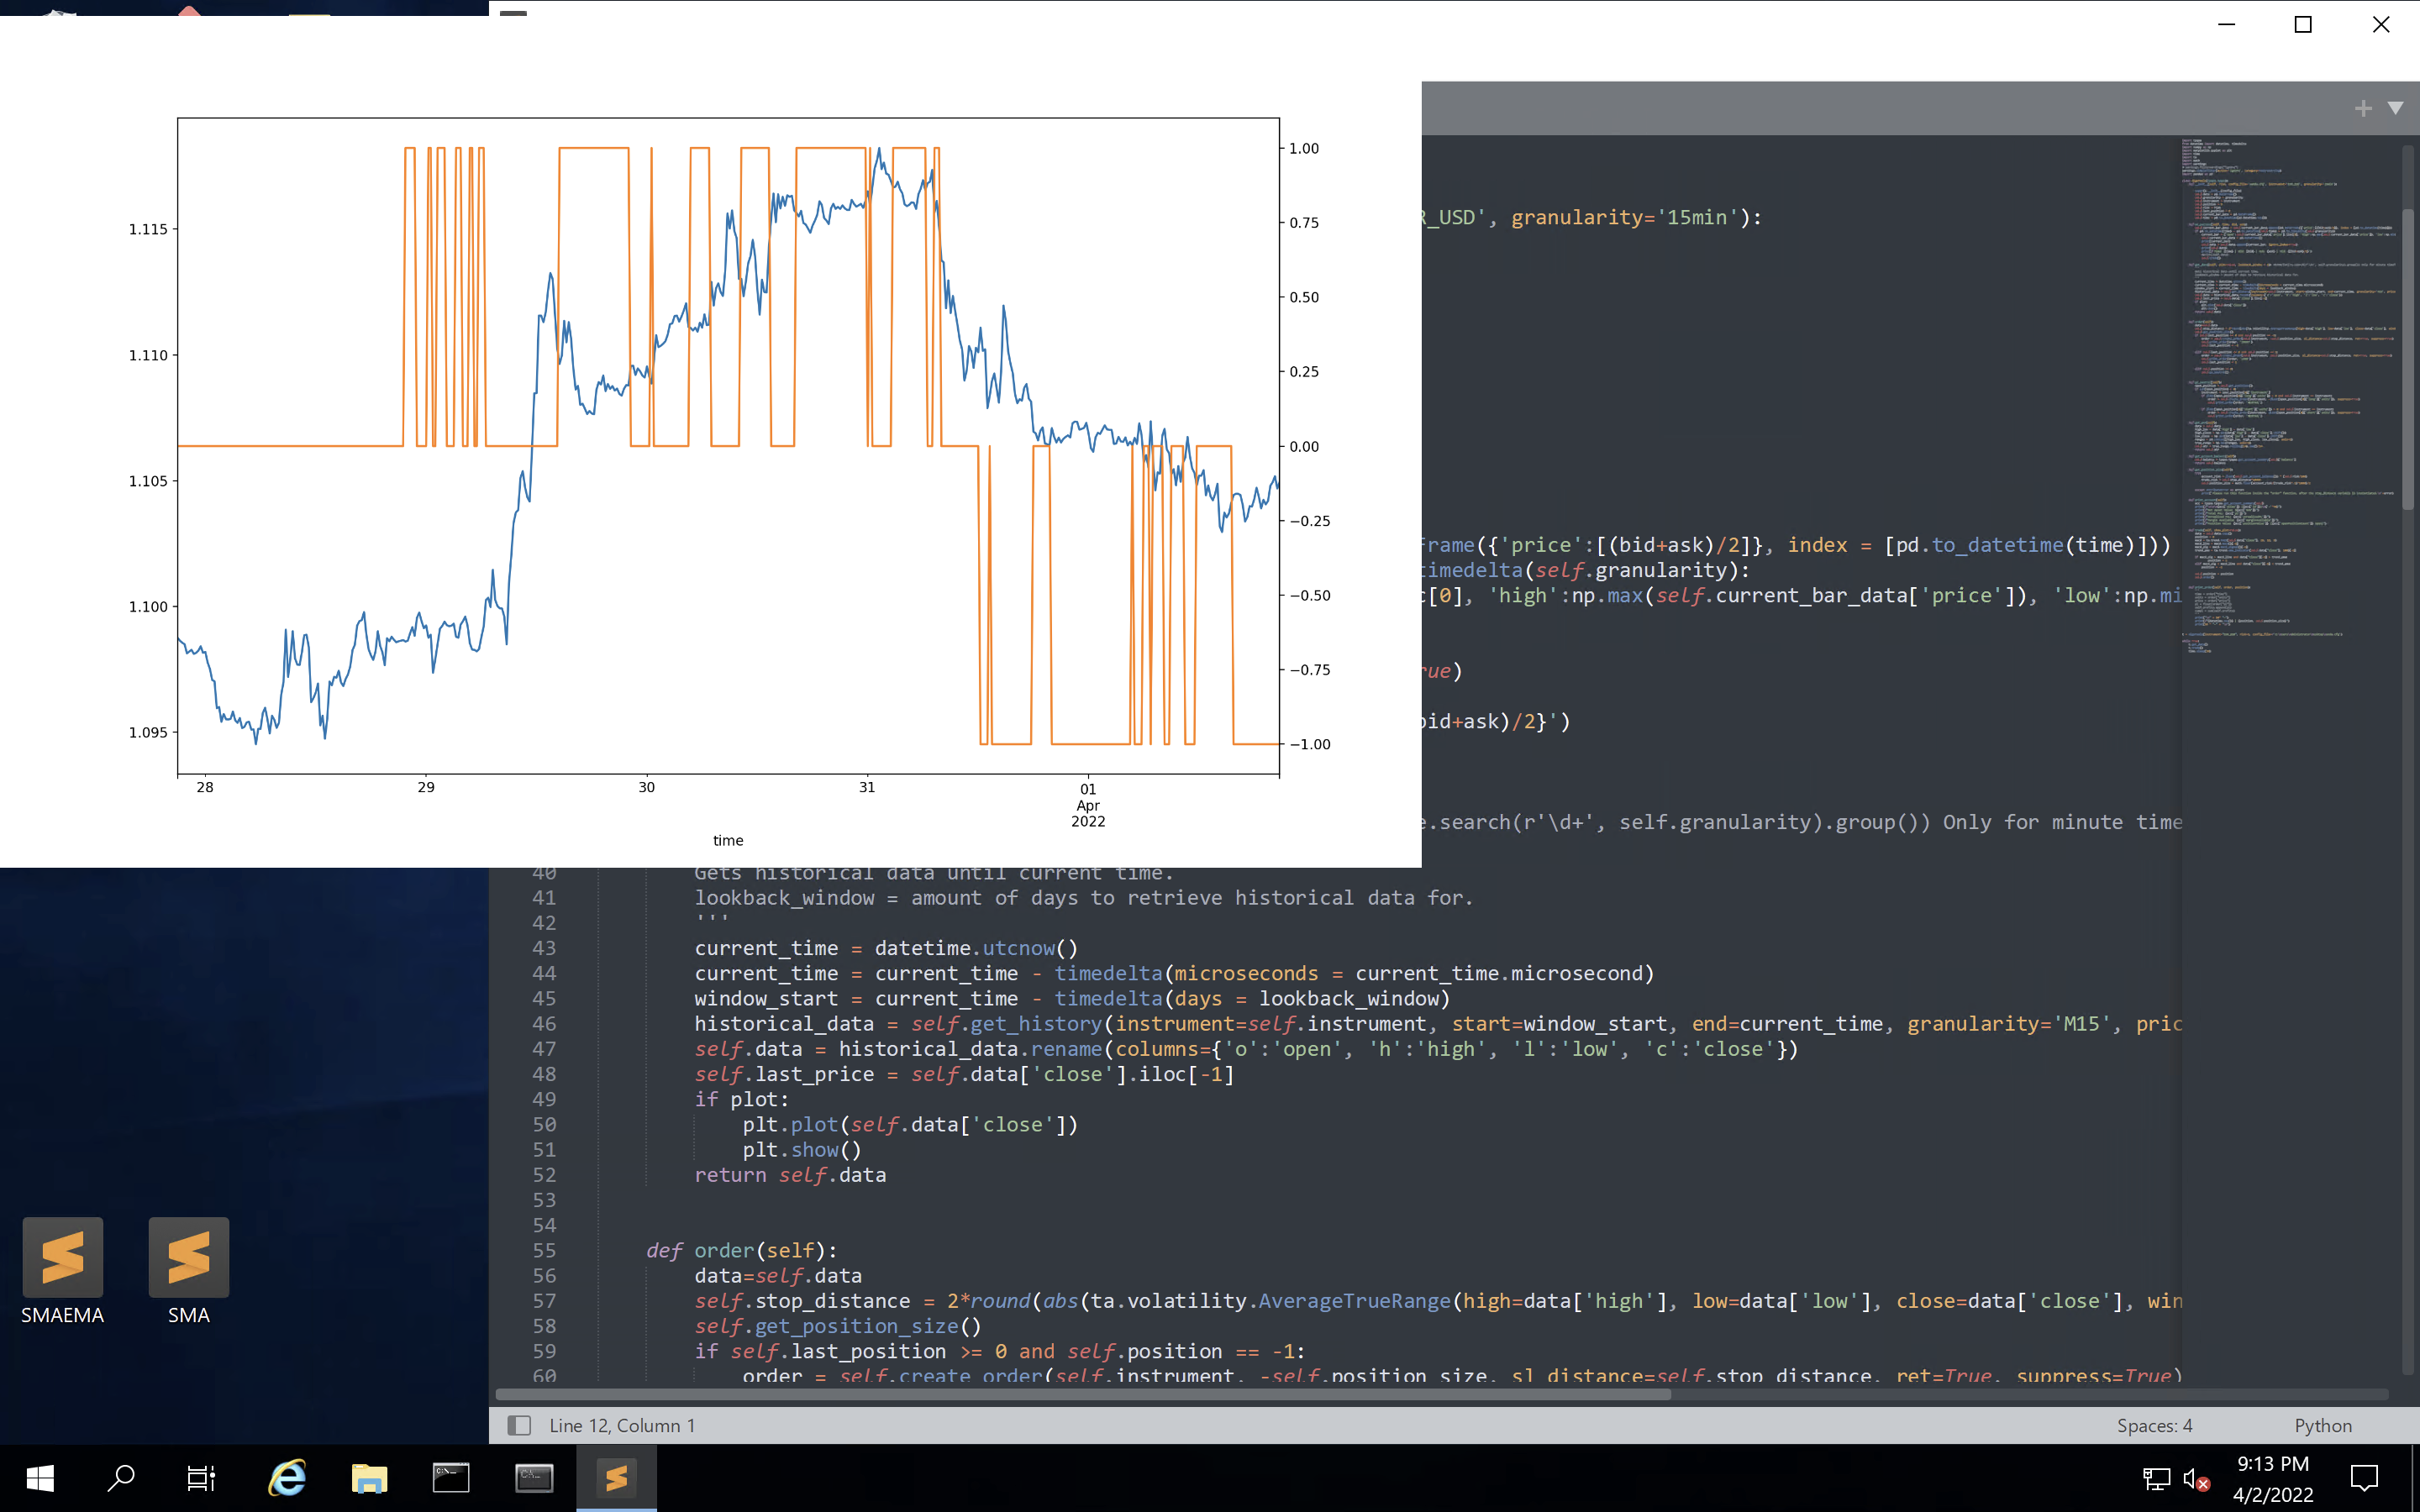 1.115
1.110
1.105
1.100
1.095
1.00
0.75
0.50
0.25
0.00
−0.25
−0.50
−0.75
−1.00
28
29
30
31
01
Apr
2022
time
_USD', granularity='15min'):
rame({'price':[(bid+ask)/2]}, index = [pd.to_datetime(time)]))
timedelta(self.granularity):
[0], 'high':np.max(self.current_bar_data['price']), 'low':np.mi
rue)
bid+ask)/2}')
.search(r'\d+', self.granularity).group()) Only for minute time
40 Gets historical data until current time.
41 lookback_window = amount of days to retrieve historical data for.
42 '''
43 current_time = datetime.utcnow()
44 current_time = current_time - timedelta(microseconds = current_time.microsecond)
45 window_start = current_time - timedelta(days = lookback_window)
46 historical_data = self.get_history(instrument=self.instrument, start=window_start, end=current_time, granularity='M15', pric
47 self.data = historical_data.rename(columns={'o':'open', 'h':'high', 'l':'low', 'c':'close'})
48 self.last_price = self.data['close'].iloc[-1]
49 if plot:
50 plt.plot(self.data['close'])
51 plt.show()
52 return self.data
53
54
55 def order(self):
56 data=self.data
57 self.stop_distance = 2*round(abs(ta.volatility.AverageTrueRange(high=data['high'], low=data['low'], close=data['close'], win
58 self.get_position_size()
59 if self.last_position >= 0 and self.position == -1:
60 order = self.create_order(self.instrument, -self.position_size, sl_distance=self.stop_distance, ret=True, suppress=True)
SMAEMA
SMA
Line 12, Column 1
Spaces: 4
Python
9:13 PM
4/2/2022